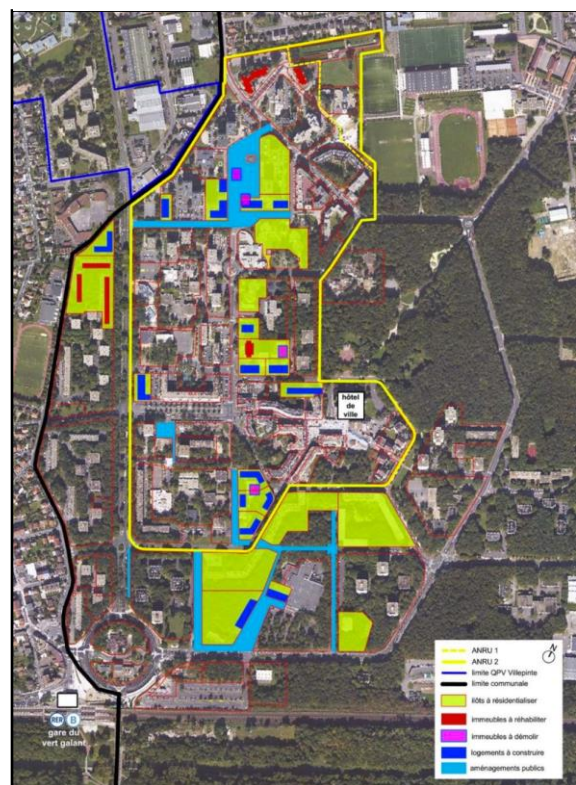 hôtel
de
ville
RER B
gare du
vert galant
N
ANRU 1
ANRU 2
limite QPV Villepinte
limite communale
îlôts à résidentialiser
immeubles à réhabiliter
immeubles à démolir
logements à construire
aménagements publics